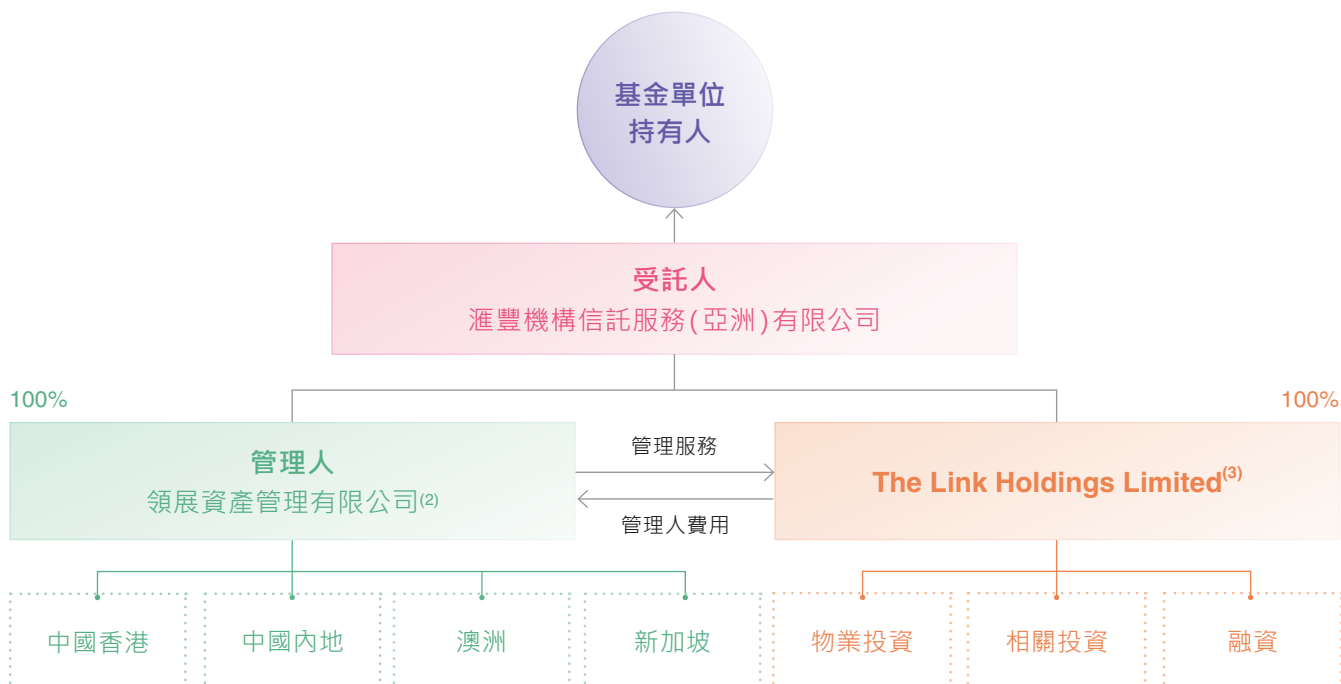 基金單位
持有人
受託人
滙豐機構信託服務(亞洲)有限公司
100%
100%
管理人
領展資產管理有限公司(2)
管理服務
管理人費用
The Link Holdings Limited(3)
中國香港
中國內地
澳洲
新加坡
物業投資
相關投資
融資